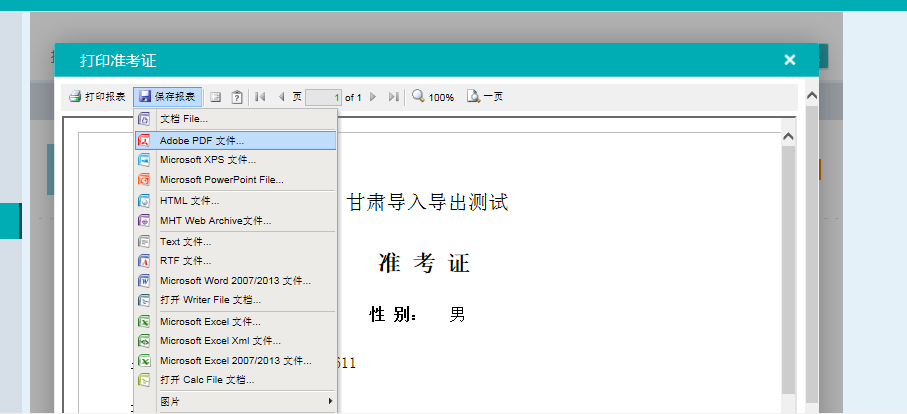 打印准考证
打印报表 保存报表 页 1 of 1 100% 一页
文档 File...
Adobe PDF 文件...
Microsoft XPS 文件...
Microsoft PowerPoint File...
HTML 文件...
MHT Web Archive文件...
Text 文件...
RTF 文件...
Microsoft Word 2007/2013 文件...
打开 Writer File 文档...
Microsoft Excel 文件...
Microsoft Excel Xml 文件...
Microsoft Excel 2007/2013 文件...
打开 Calc File 文档...
图片
甘肃导入导出测试
准 考 证
性 别： 男
611